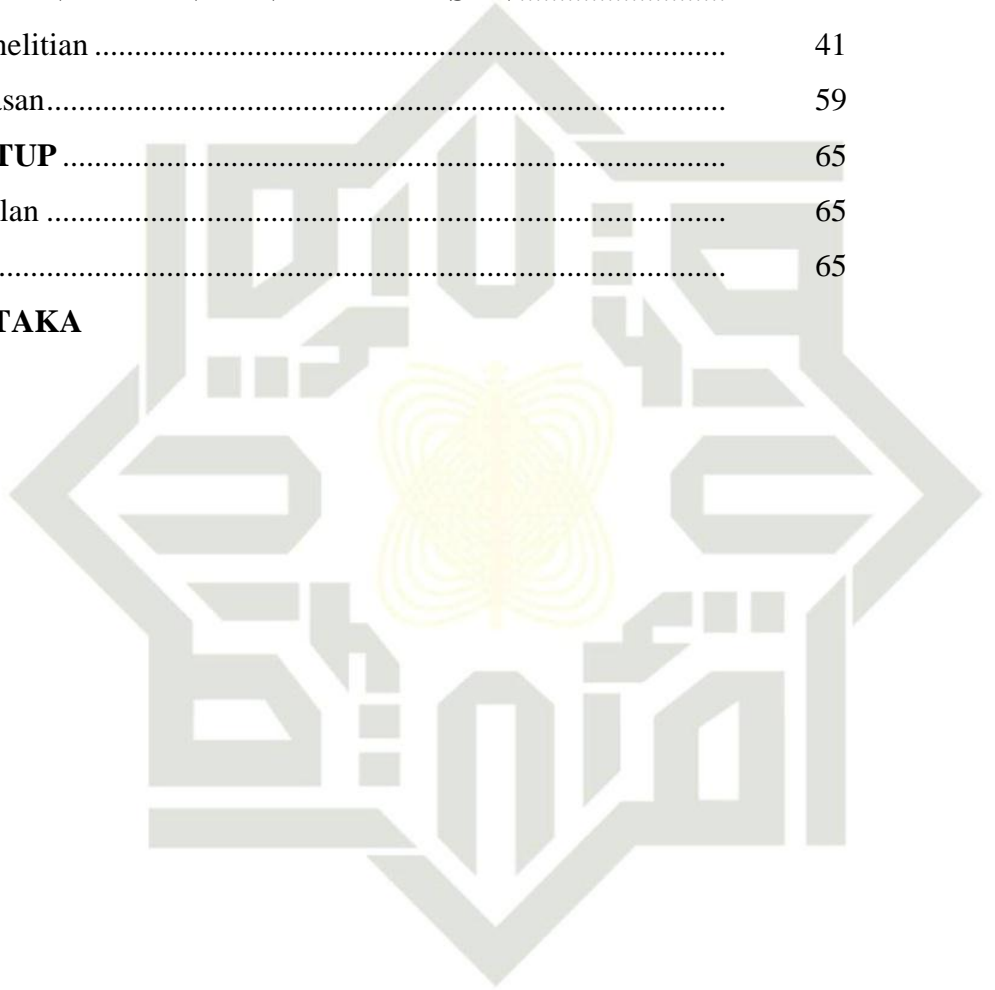 nelitian ........................................................................ 41
asan............................................................................. 59
TUP ............................................................................ 65
lan ............................................................................... 65
.................................................................................... 65
TAKA